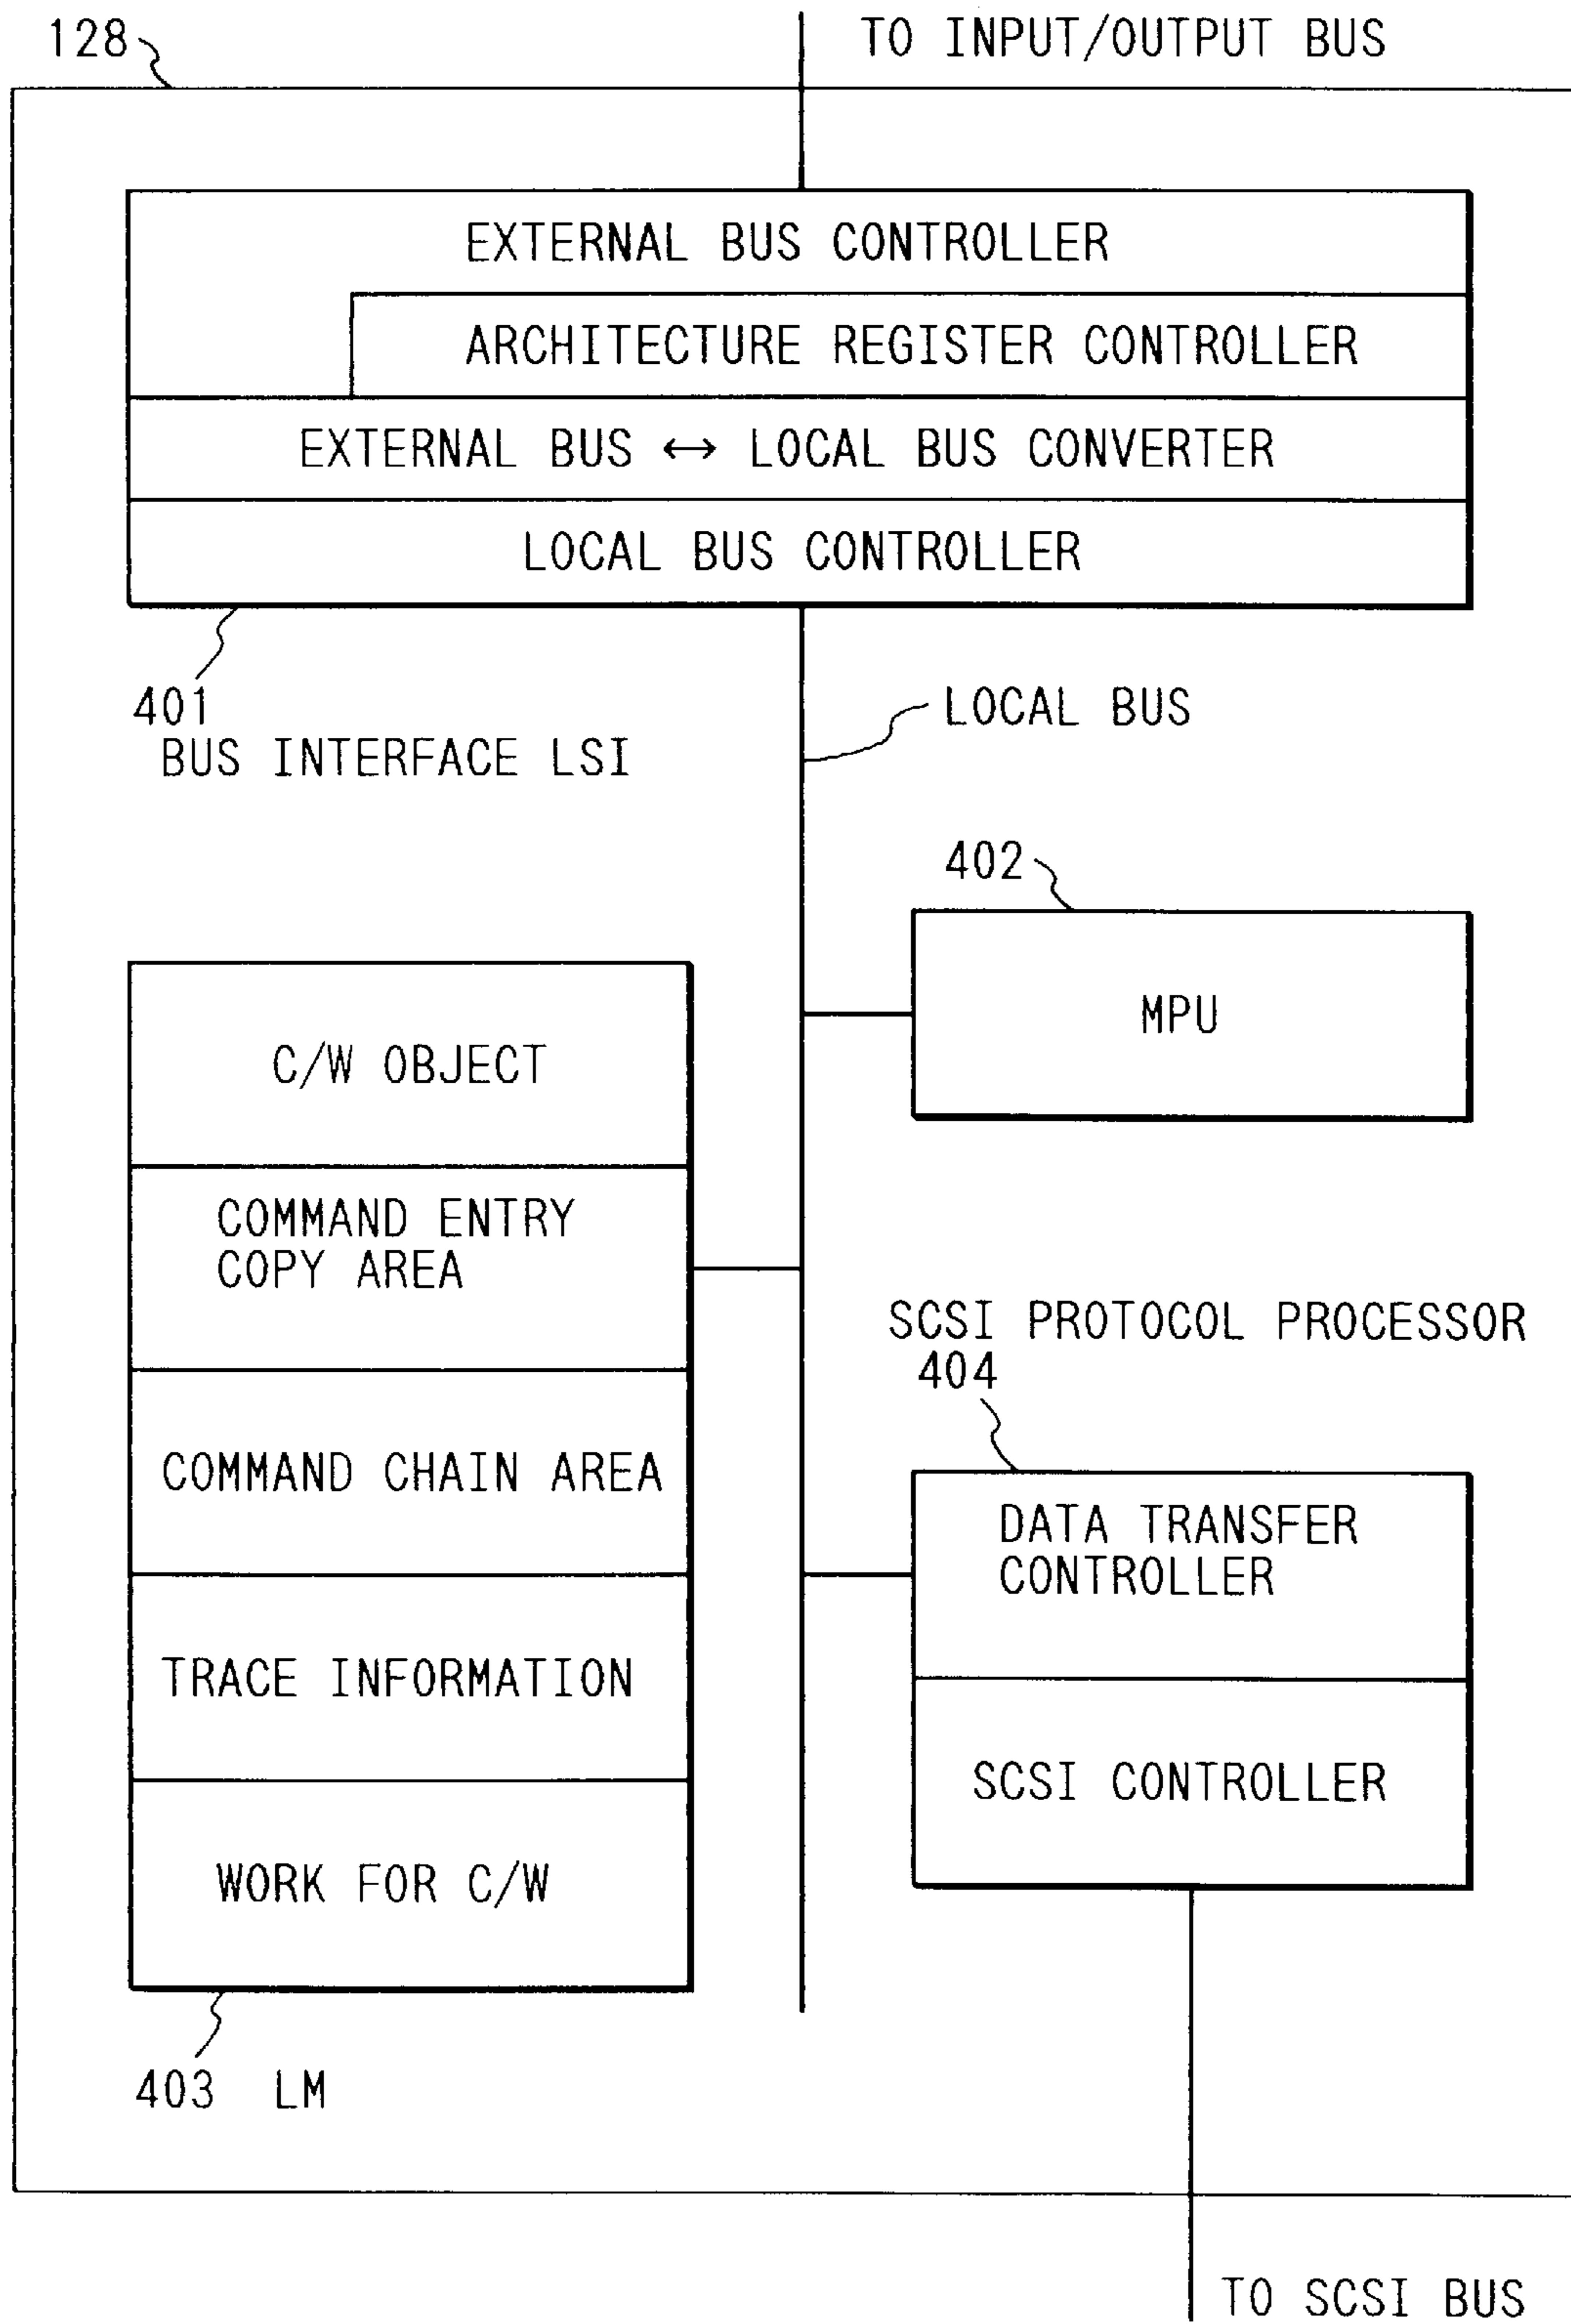 128
TO INPUT/OUTPUT BUS
EXTERNAL BUS CONTROLLER
ARCHITECTURE REGISTER CONTROLLER
EXTERNAL BUS ↔ LOCAL BUS CONVERTER
LOCAL BUS CONTROLLER
401
BUS INTERFACE LSI
LOCAL BUS
402
MPU
C/W OBJECT
COMMAND ENTRY
COPY AREA
COMMAND CHAIN AREA
TRACE INFORMATION
WORK FOR C/W
403 LM
SCSI PROTOCOL PROCESSOR
404
DATA TRANSFER
CONTROLLER
SCSI CONTROLLER
TO SCSI BUS